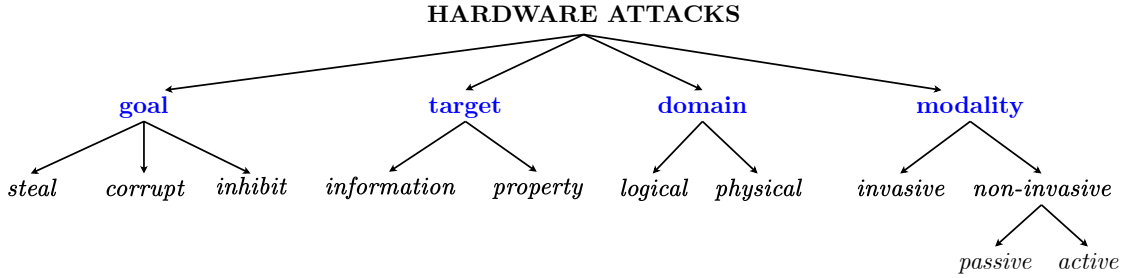 HARDWARE ATTACKS
goal target domain modality
steal corrupt inhibit information property logical physical invasive non-invasive
passive active